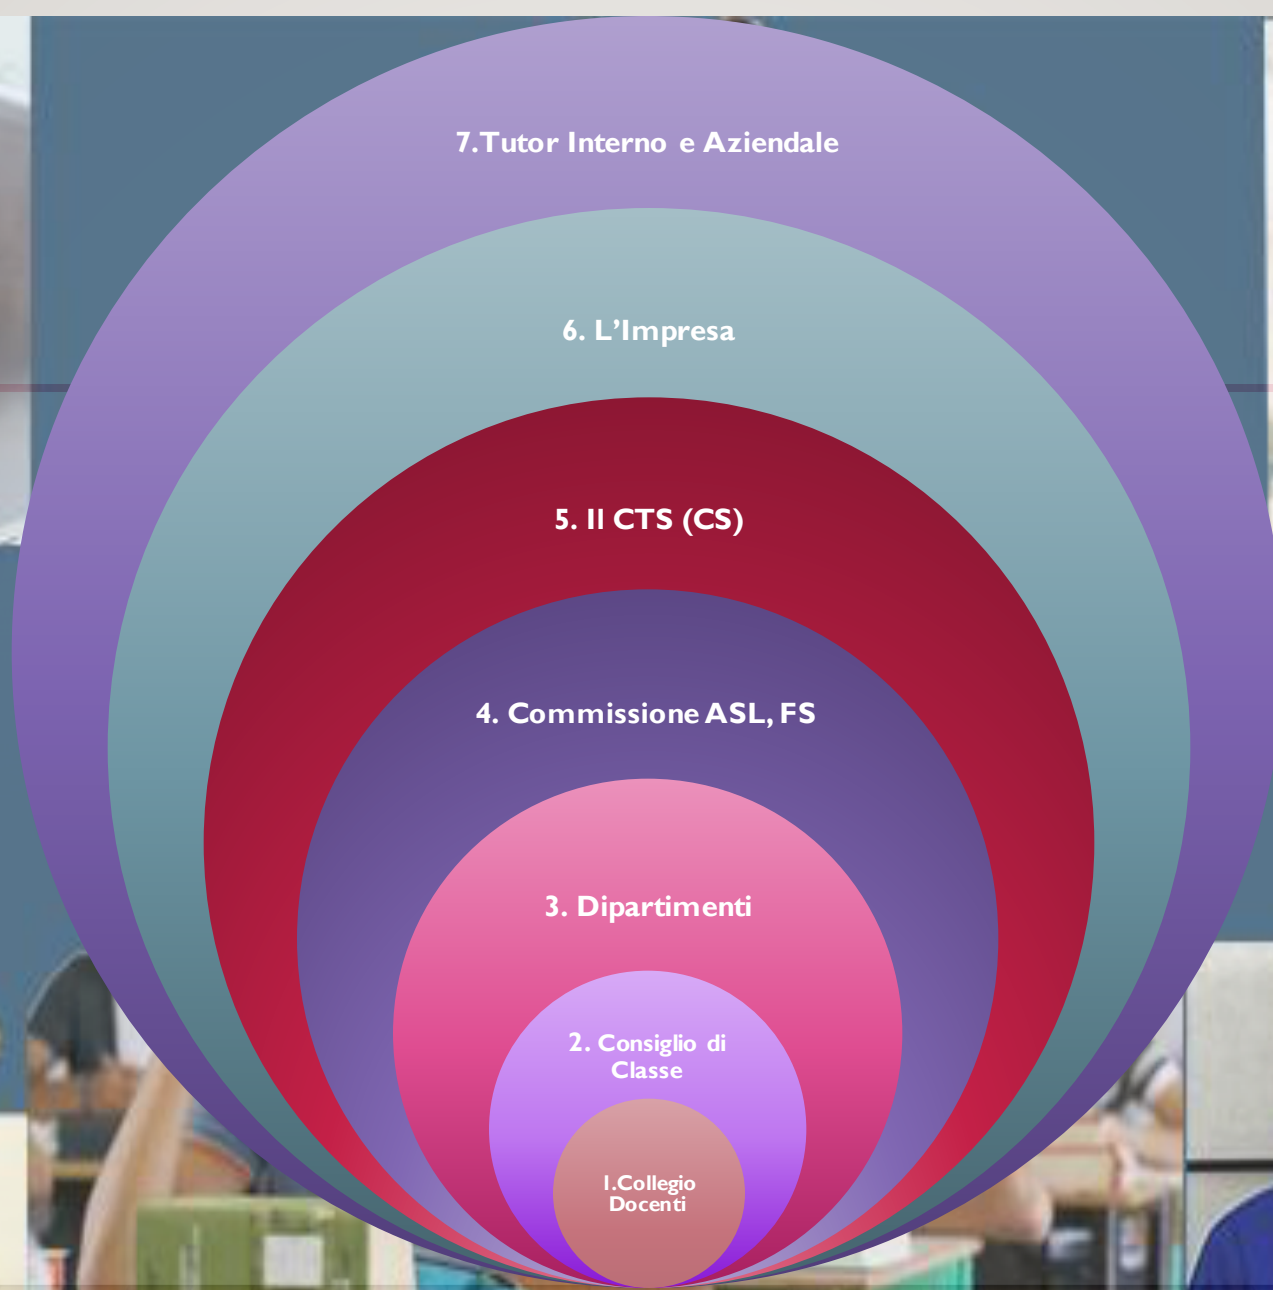 7.Tutor Interno e Aziendale
6. L’Impresa
5. Il CTS (CS)
4. Commissione ASL, FS
3. Dipartimenti
2. Consiglio di
Classe
1.Collegio
Docenti